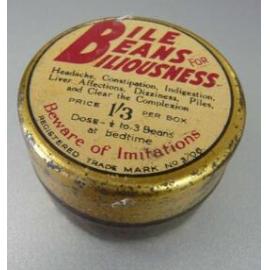 BILE
BEANS FOR
BILIOUSNESS
Headache, Constipation, Indigestion,
Liver Affections, Dizziness, Piles,
and Clear the Complexion
PRICE 1/3 PER BOX
DOSE - 1 to 3 Beans
at bedtime
Beware of Imitations
REGISTERED TRADE MARK No